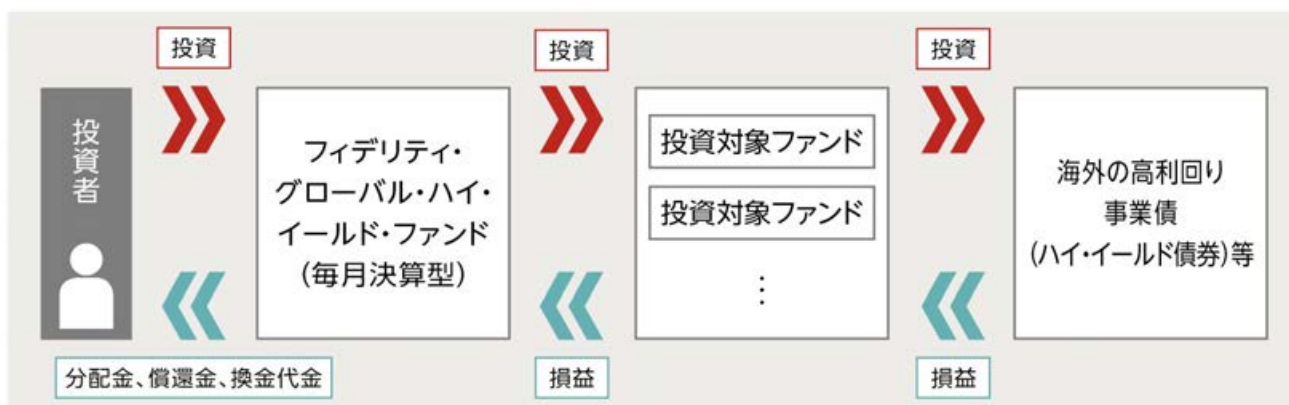 投資
投資
投資
投資者
フィデリティ・
グローバル・ハイ・
イールド・ファンド
(毎月決算型)
投資対象ファンド
投資対象ファンド
⋮
海外の高利回り
事業債
(ハイ・イールド債券)等
分配金、償還金、換金代金
損益
損益